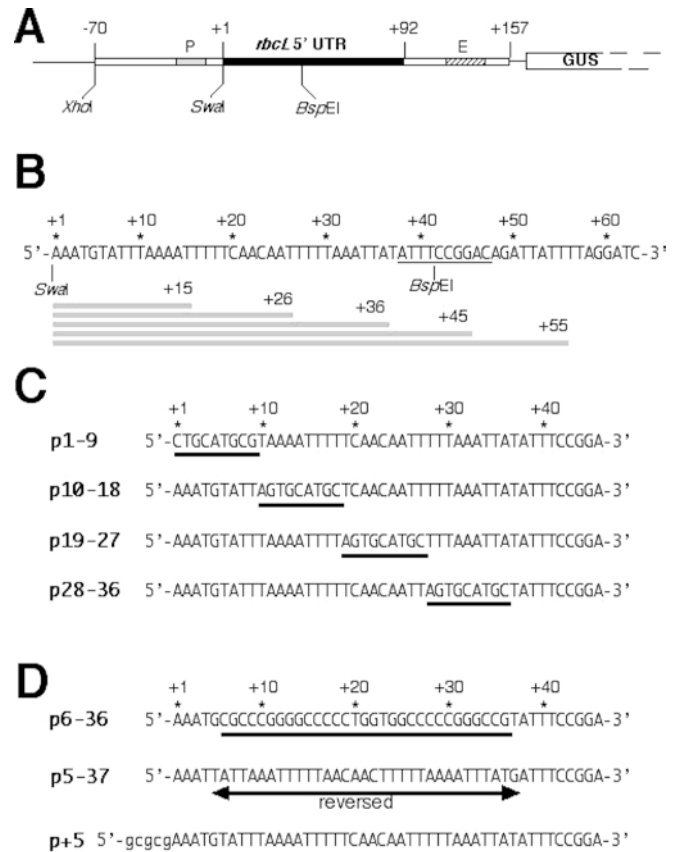 A
-70 +1 rbcL 5' UTR +92 +157
P E GUS
XhoI SwaI BspEI
B
+1 +10 +20 +30 +40 +50 +60
* * * * * * *
5'-AAATGTATTTAAAATTTTTCAACAATTTTTAAATTATATTTCCGGACAGATTATTTTAGGATC-3'
SwaI BspEI
+15
+26
+36
+45
+55
C
+1 +10 +20 +30 +40
* * * * *
p1-9 5'-CTGCATGCGTAAAATTTTTCAACAATTTTTAAATTATATTTCCGGA-3'
p10-18 5'-AAATGTATTAGTGCATGCTCAACAATTTTTAAATTATATTTCCGGA-3'
p19-27 5'-AAATGTATTTAAAATTTTAGTGCATGCTTTAAATTATATTTCCGGA-3'
p28-36 5'-AAATGTATTTAAAATTTTTCAACAATTAGTGCATGCTATTTCCGGA-3'
D
+1 +10 +20 +30 +40
* * * * *
p6-36 5'-AAATGCGCCCGGGGCCCCCTGGTGGCCCCCGGGCCGTATTTCCGGA-3'
p5-37 5'-AAATTATTAAATTTTTAACAACTTTTTAAAATTTATGATTTCCGGA-3'
reversed
p+5 5'-gcgcgAAATGTATTTAAAATTTTTCAACAATTTTTAAATTATATTTCCGGA-3'